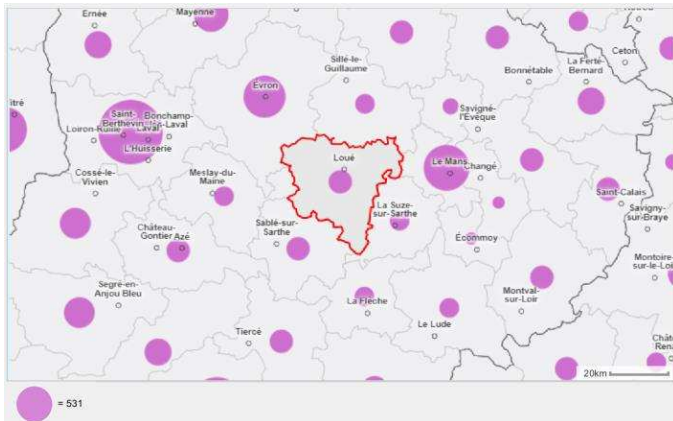 Ernée
Mayenne
Sillé-le-
Guillaume
Ceton
La Ferté-
Bernard
Bonnétable
Évron
Savigné-
l'Évêque
Saint-
Berthevin
Bonchamp-
lès-Laval
Loiron-Ruillé
Laval
L'Huisserie
Loué
Le Mans
Changé
Cossé-le-
Vivien
Meslay-du-
Maine
Saint-Calais
Savigny-
sur-Braye
La Suze-
sur-Sarthe
Sablé-sur-
Sarthe
Château-
Gontier
Azé
Écommoy
Montoire-
sur-le-Loir
Segré-en-
Anjou Bleu
Montval-
sur-Loir
La Flèche
Tiercé
Le Lude
20km
= 531